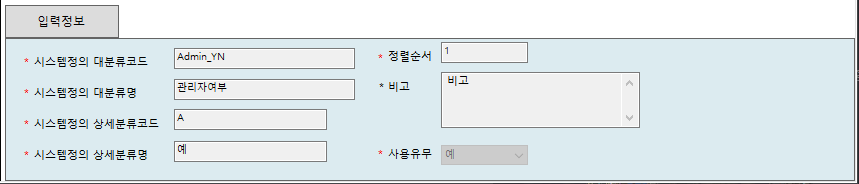 입력정보
* 시스템정의 대분류코드 Admin_YN * 정렬순서 1
* 시스템정의 대분류명 관리자여부 * 비고 비고
* 시스템정의 상세분류코드 A
* 시스템정의 상세분류명 예 * 사용유무 예